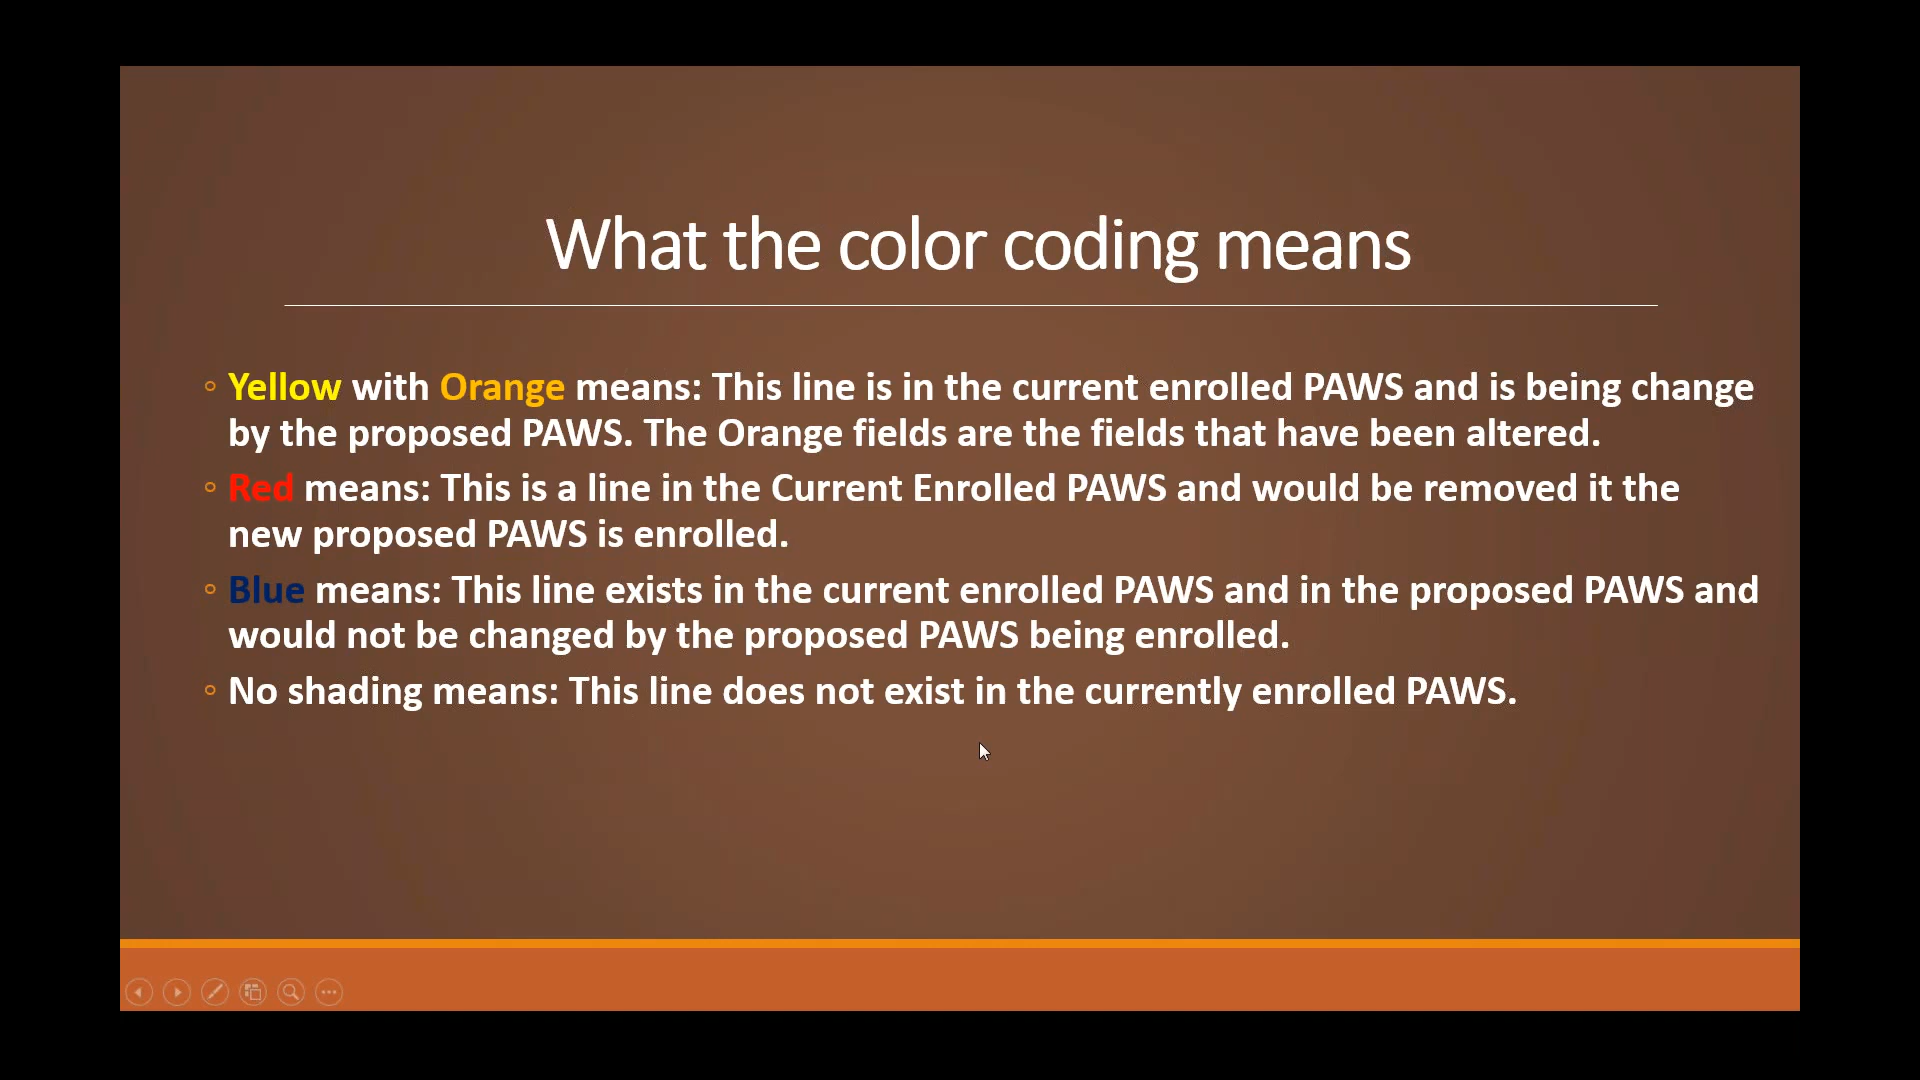 What the color coding means
◦ Yellow with Orange means: This line is in the current enrolled PAWS and is being change
by the proposed PAWS. The Orange fields are the fields that have been altered.
◦ Red means: This is a line in the Current Enrolled PAWS and would be removed it the
new proposed PAWS is enrolled.
◦ Blue means: This line exists in the current enrolled PAWS and in the proposed PAWS and
would not be changed by the proposed PAWS being enrolled.
◦ No shading means: This line does not exist in the currently enrolled PAWS.